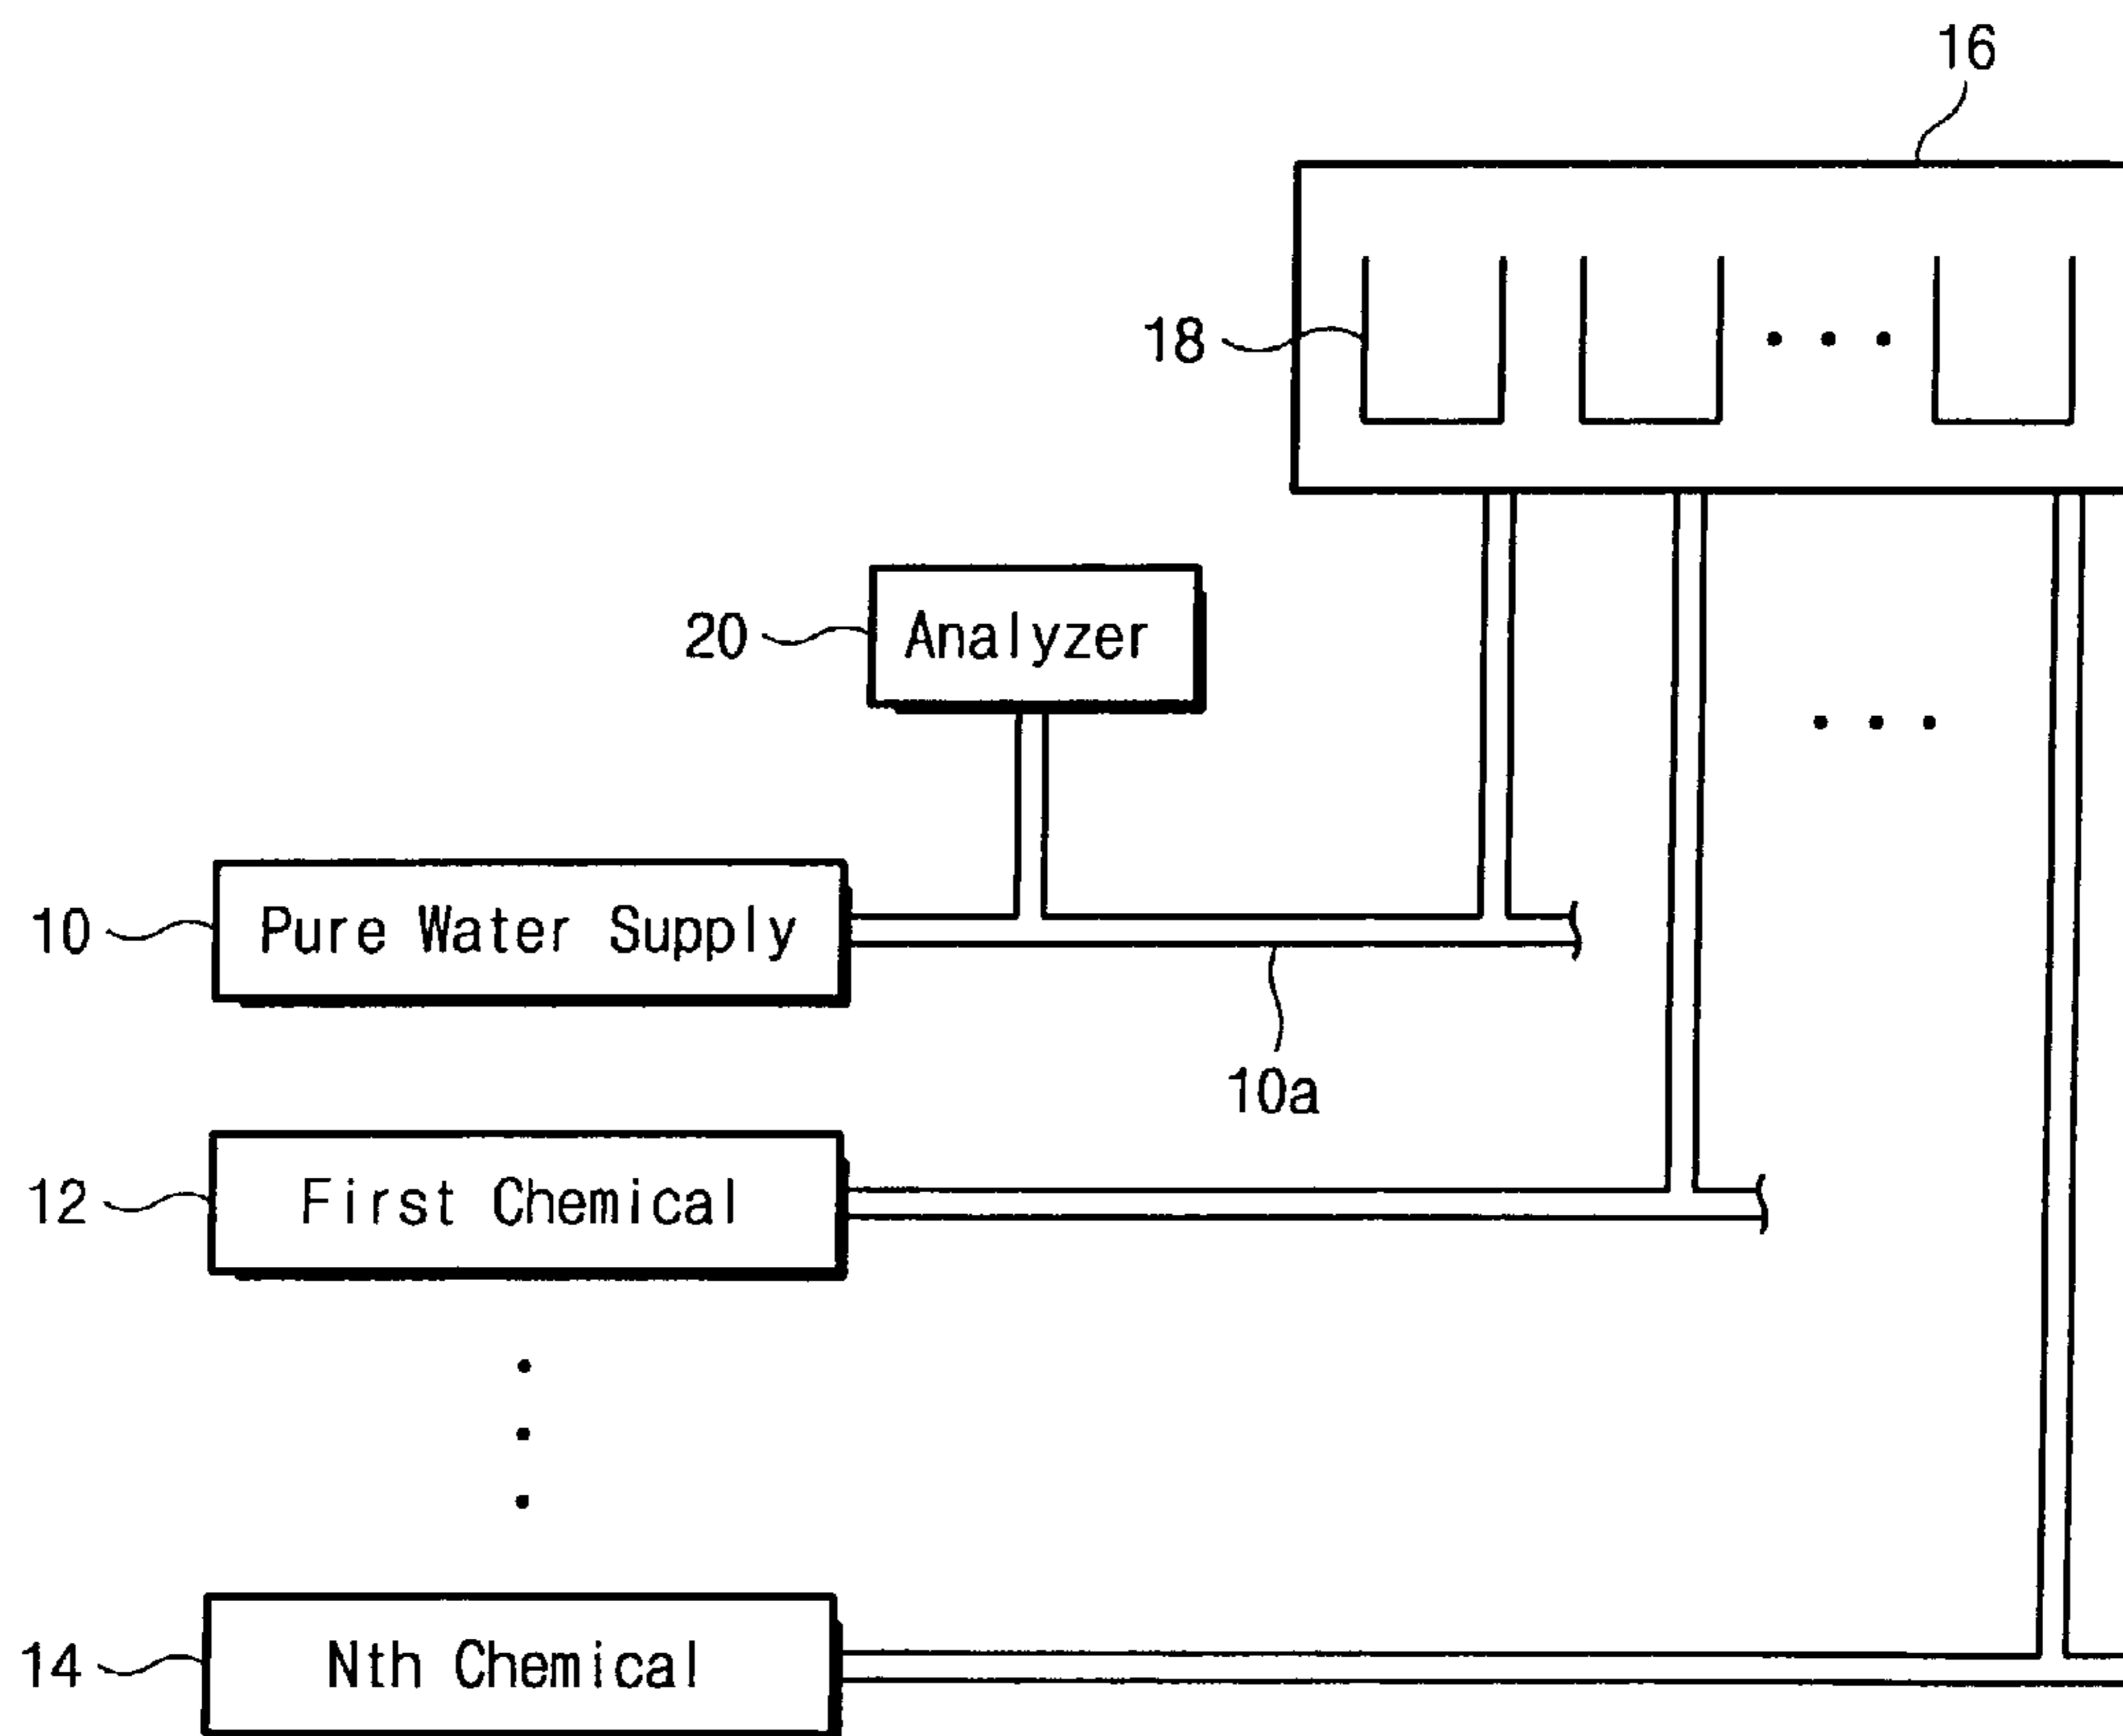 16
18
20 Analyzer
10 Pure Water Supply
10a
12 First Chemical
14 Nth Chemical